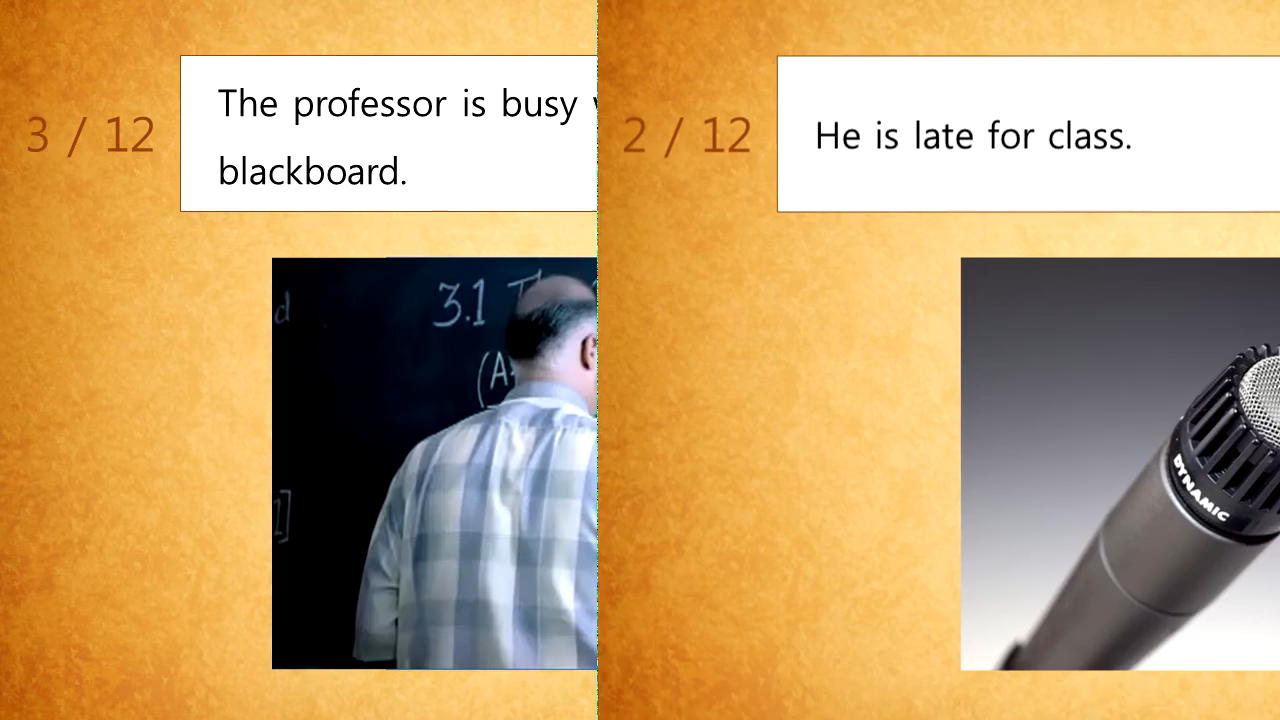 3 / 12
The professor is busy
blackboard.
d
3.1
(A
2 / 12
He is late for class.
DYNAMIC